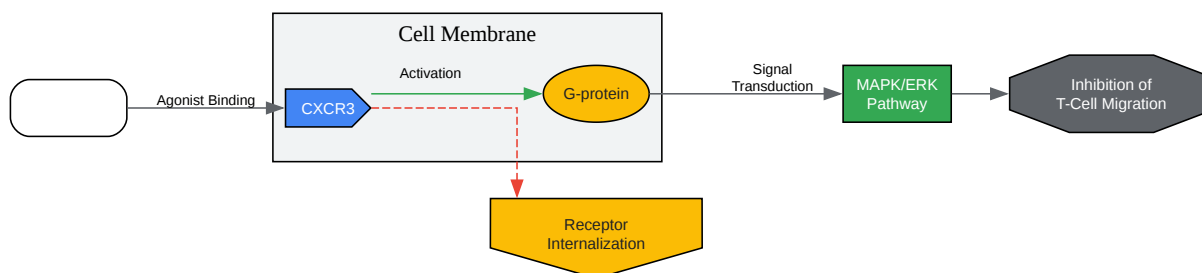 Cell Membrane
Agonist Binding
CXCR3
Activation
G-protein
Signal
Transduction
MAPK/ERK
Pathway
Inhibition of
T-Cell Migration
Receptor
Internalization